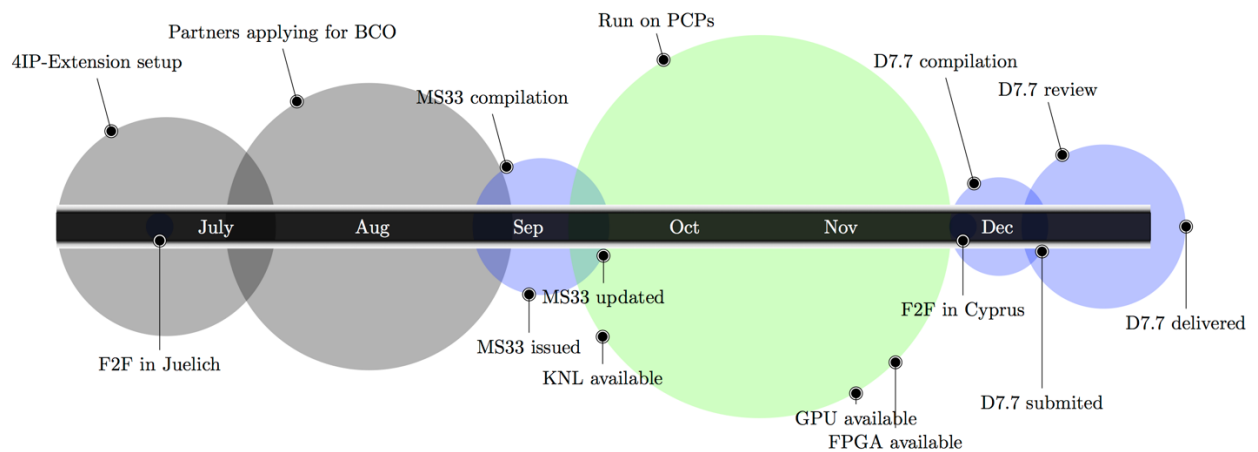 Run on PCPs
Partners applying for BCO
4IP-Extension setup
D7.7 compilation
D7.7 review
MS33 compilation
July
Aug
Sep
Oct
Nov
Dec
MS33 updated
F2F in Cyprus
D7.7 delivered
MS33 issued
F2F in Juelich
KNL available
D7.7 submited
GPU available
FPGA available